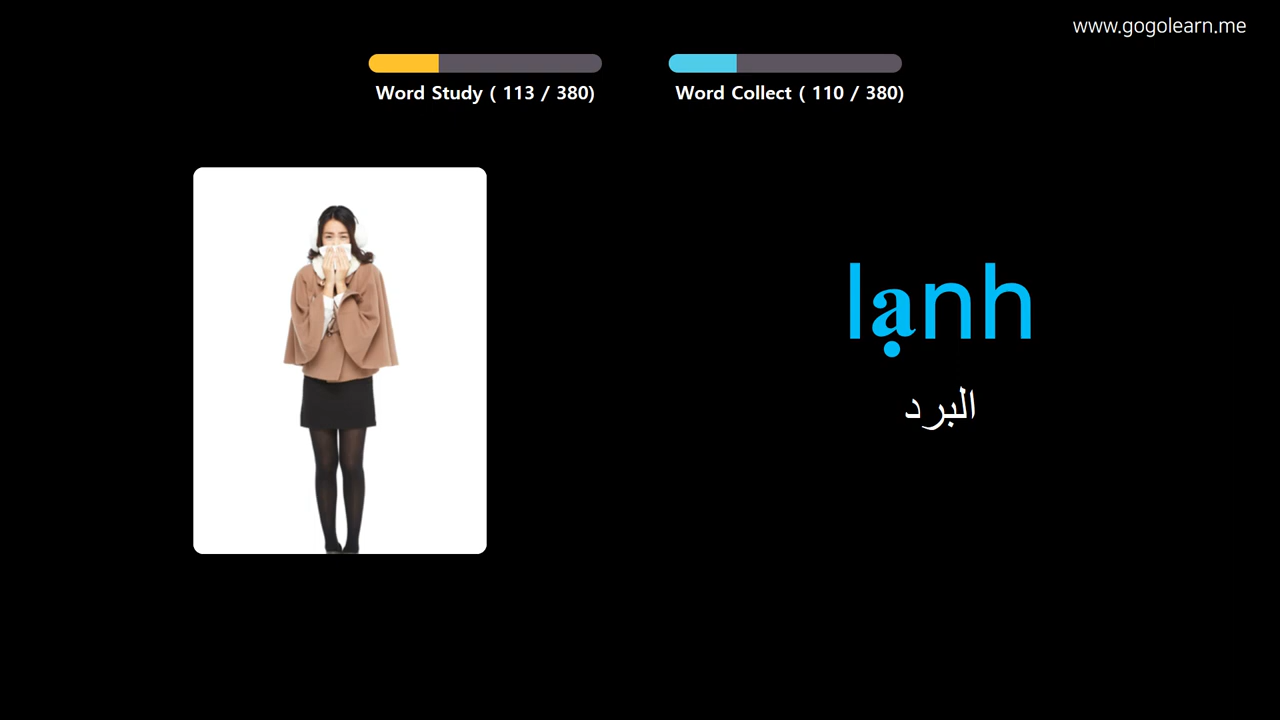 www.gogolearn.me
Word Study ( 113 / 380)
Word Collect ( 110 / 380)
lạnh
البرد